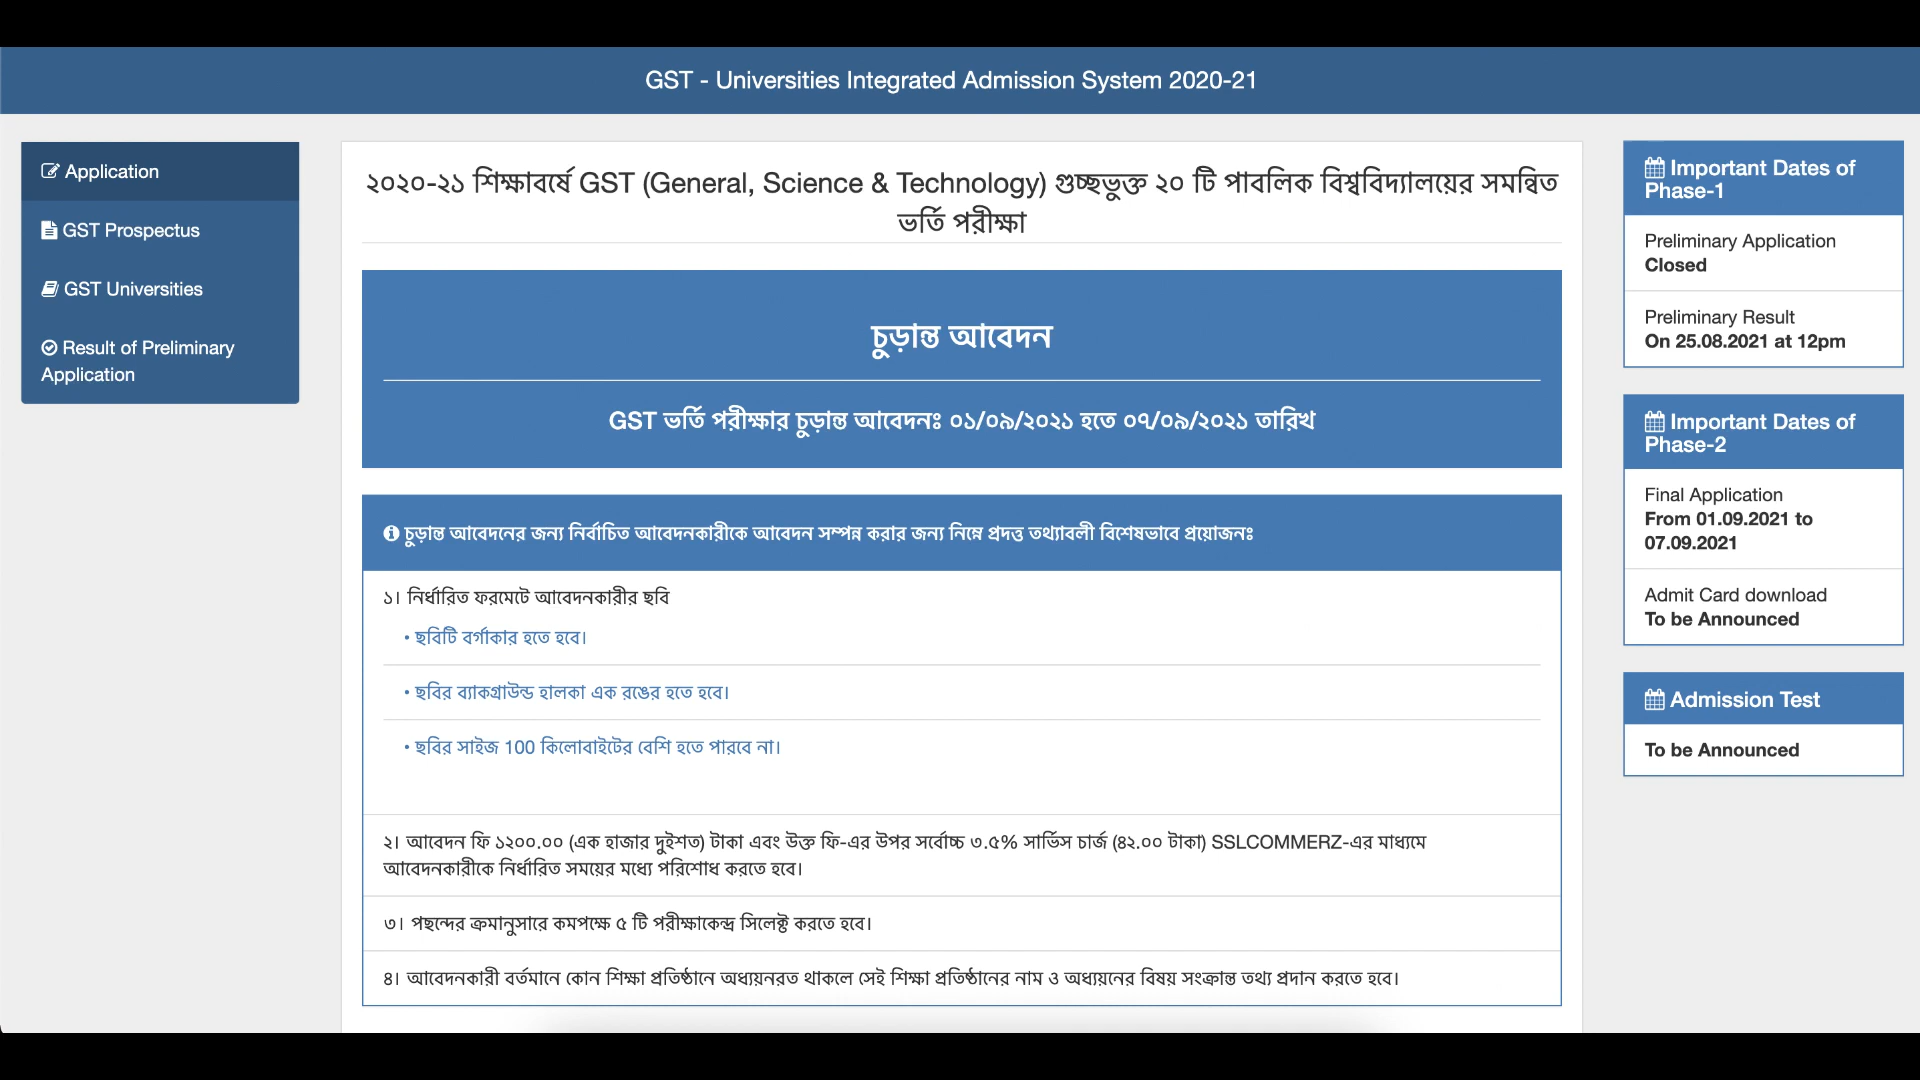 GST - Universities Integrated Admission System 2020-21
Application
GST Prospectus
GST Universities
Result of Preliminary
Application
২০২০-২১ শিক্ষাবর্ষে GST (General, Science & Technology) গুচ্ছভুক্ত ২০ টি পাবলিক বিশ্ববিদ্যালয়ের সমন্বিত
ভর্তি পরীক্ষা
চুড়ান্ত আবেদন
GST ভর্তি পরীক্ষার চুড়ান্ত আবেদনঃ ০১/০৯/২০২১ হতে ০৭/০৯/২০২১ তারিখ
চুড়ান্ত আবেদনের জন্য নির্বাচিত আবেদনকারীকে আবেদন সম্পন্ন করার জন্য নিম্নে প্রদত্ত তথ্যাবলী বিশেষভাবে প্রয়োজনঃ
১। নির্ধারিত ফরমেটে আবেদনকারীর ছবি
• ছবিটি বর্গাকার হতে হবে।
• ছবির ব্যাকগ্রাউন্ড হালকা এক রঙের হতে হবে।
• ছবির সাইজ 100 কিলোবাইটের বেশি হতে পারবে না।
২। আবেদন ফি ১২০০.০০ (এক হাজার দুইশত) টাকা এবং উক্ত ফি-এর উপর সর্বোচ্চ ৩.৫% সার্ভিস চার্জ (৪২.০০ টাকা) SSLCOMMERZ-এর মাধ্যমে
আবেদনকারীকে নির্ধারিত সময়ের মধ্যে পরিশোধ করতে হবে।
৩। পছন্দের ক্রমানুসারে কমপক্ষে ৫ টি পরীক্ষাকেন্দ্র সিলেক্ট করতে হবে।
৪। আবেদনকারী বর্তমানে কোন শিক্ষা প্রতিষ্ঠানে অধ্যয়নরত থাকলে সেই শিক্ষা প্রতিষ্ঠানের নাম ও অধ্যয়নের বিষয় সংক্রান্ত তথ্য প্রদান করতে হবে।
Important Dates of
Phase-1
Preliminary Application
Closed
Preliminary Result
On 25.08.2021 at 12pm
Important Dates of
Phase-2
Final Application
From 01.09.2021 to
07.09.2021
Admit Card download
To be Announced
Admission Test
To be Announced